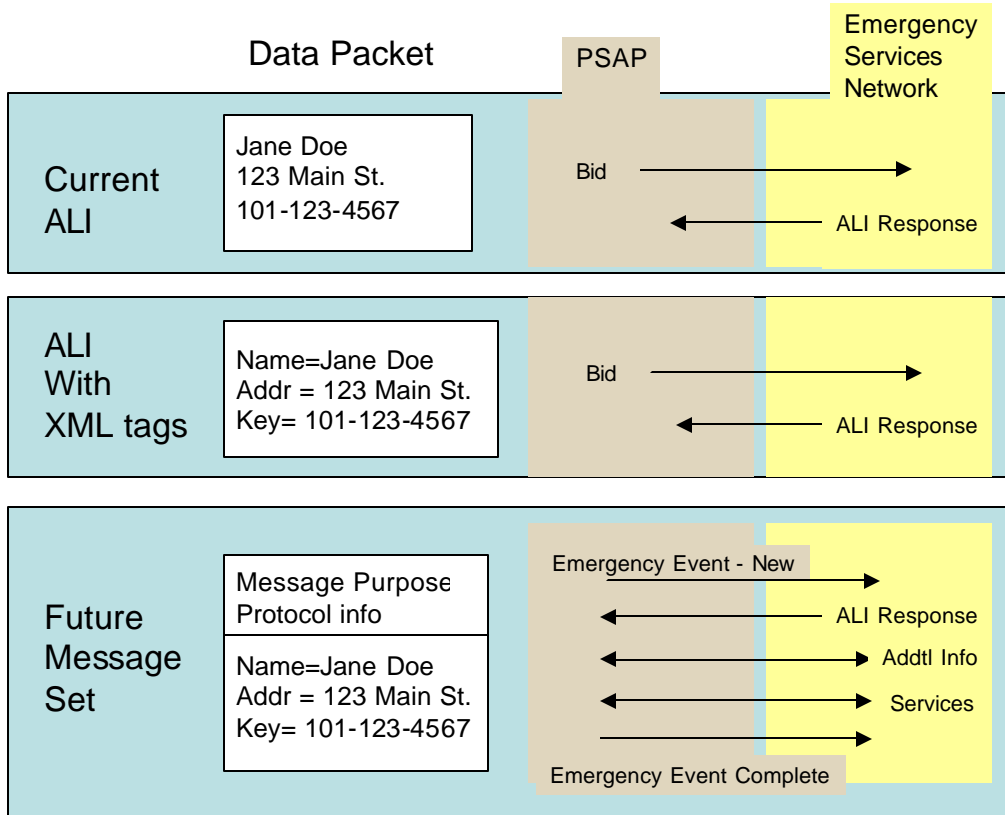 Data Packet
PSAP
Emergency
Services
Network
Current
ALI
Jane Doe
123 Main St.
101-123-4567
Bid
ALI Response
ALI
With
XML tags
Name=Jane Doe
Addr = 123 Main St.
Key= 101-123-4567
Bid
ALI Response
Future
Message
Set
Message Purpose
Protocol info
Name=Jane Doe
Addr = 123 Main St.
Key= 101-123-4567
Emergency Event - New
ALI Response
Addtl Info
Services
Emergency Event Complete